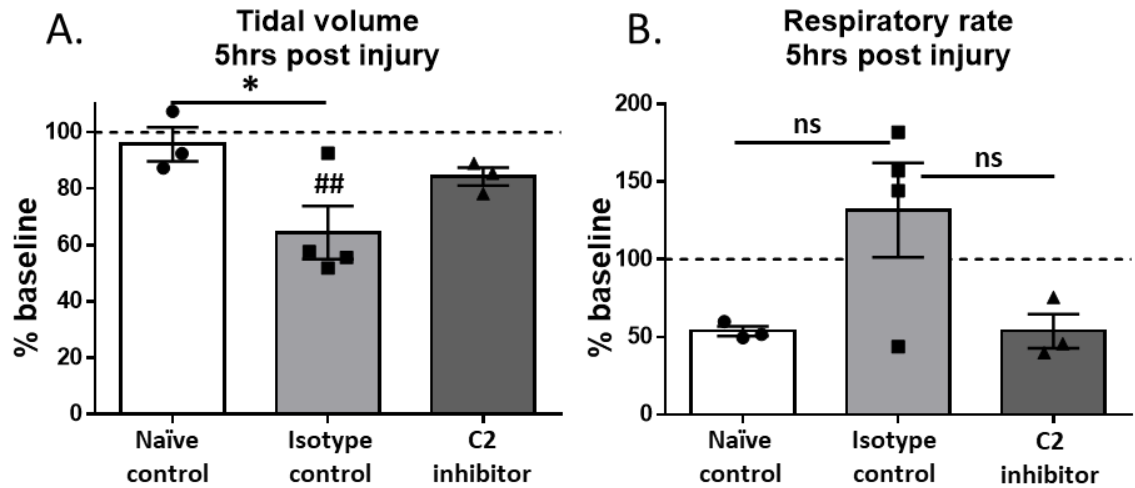 A.
Tidal volume
5hrs post injury
*
% baseline
100
80
60
40
20
0
##
Naïve
control
Isotype
control
C2
inhibitor
B.
Respiratory rate
5hrs post injury
% baseline
200
150
100
50
0
ns
ns
Naïve
control
Isotype
control
C2
inhibitor